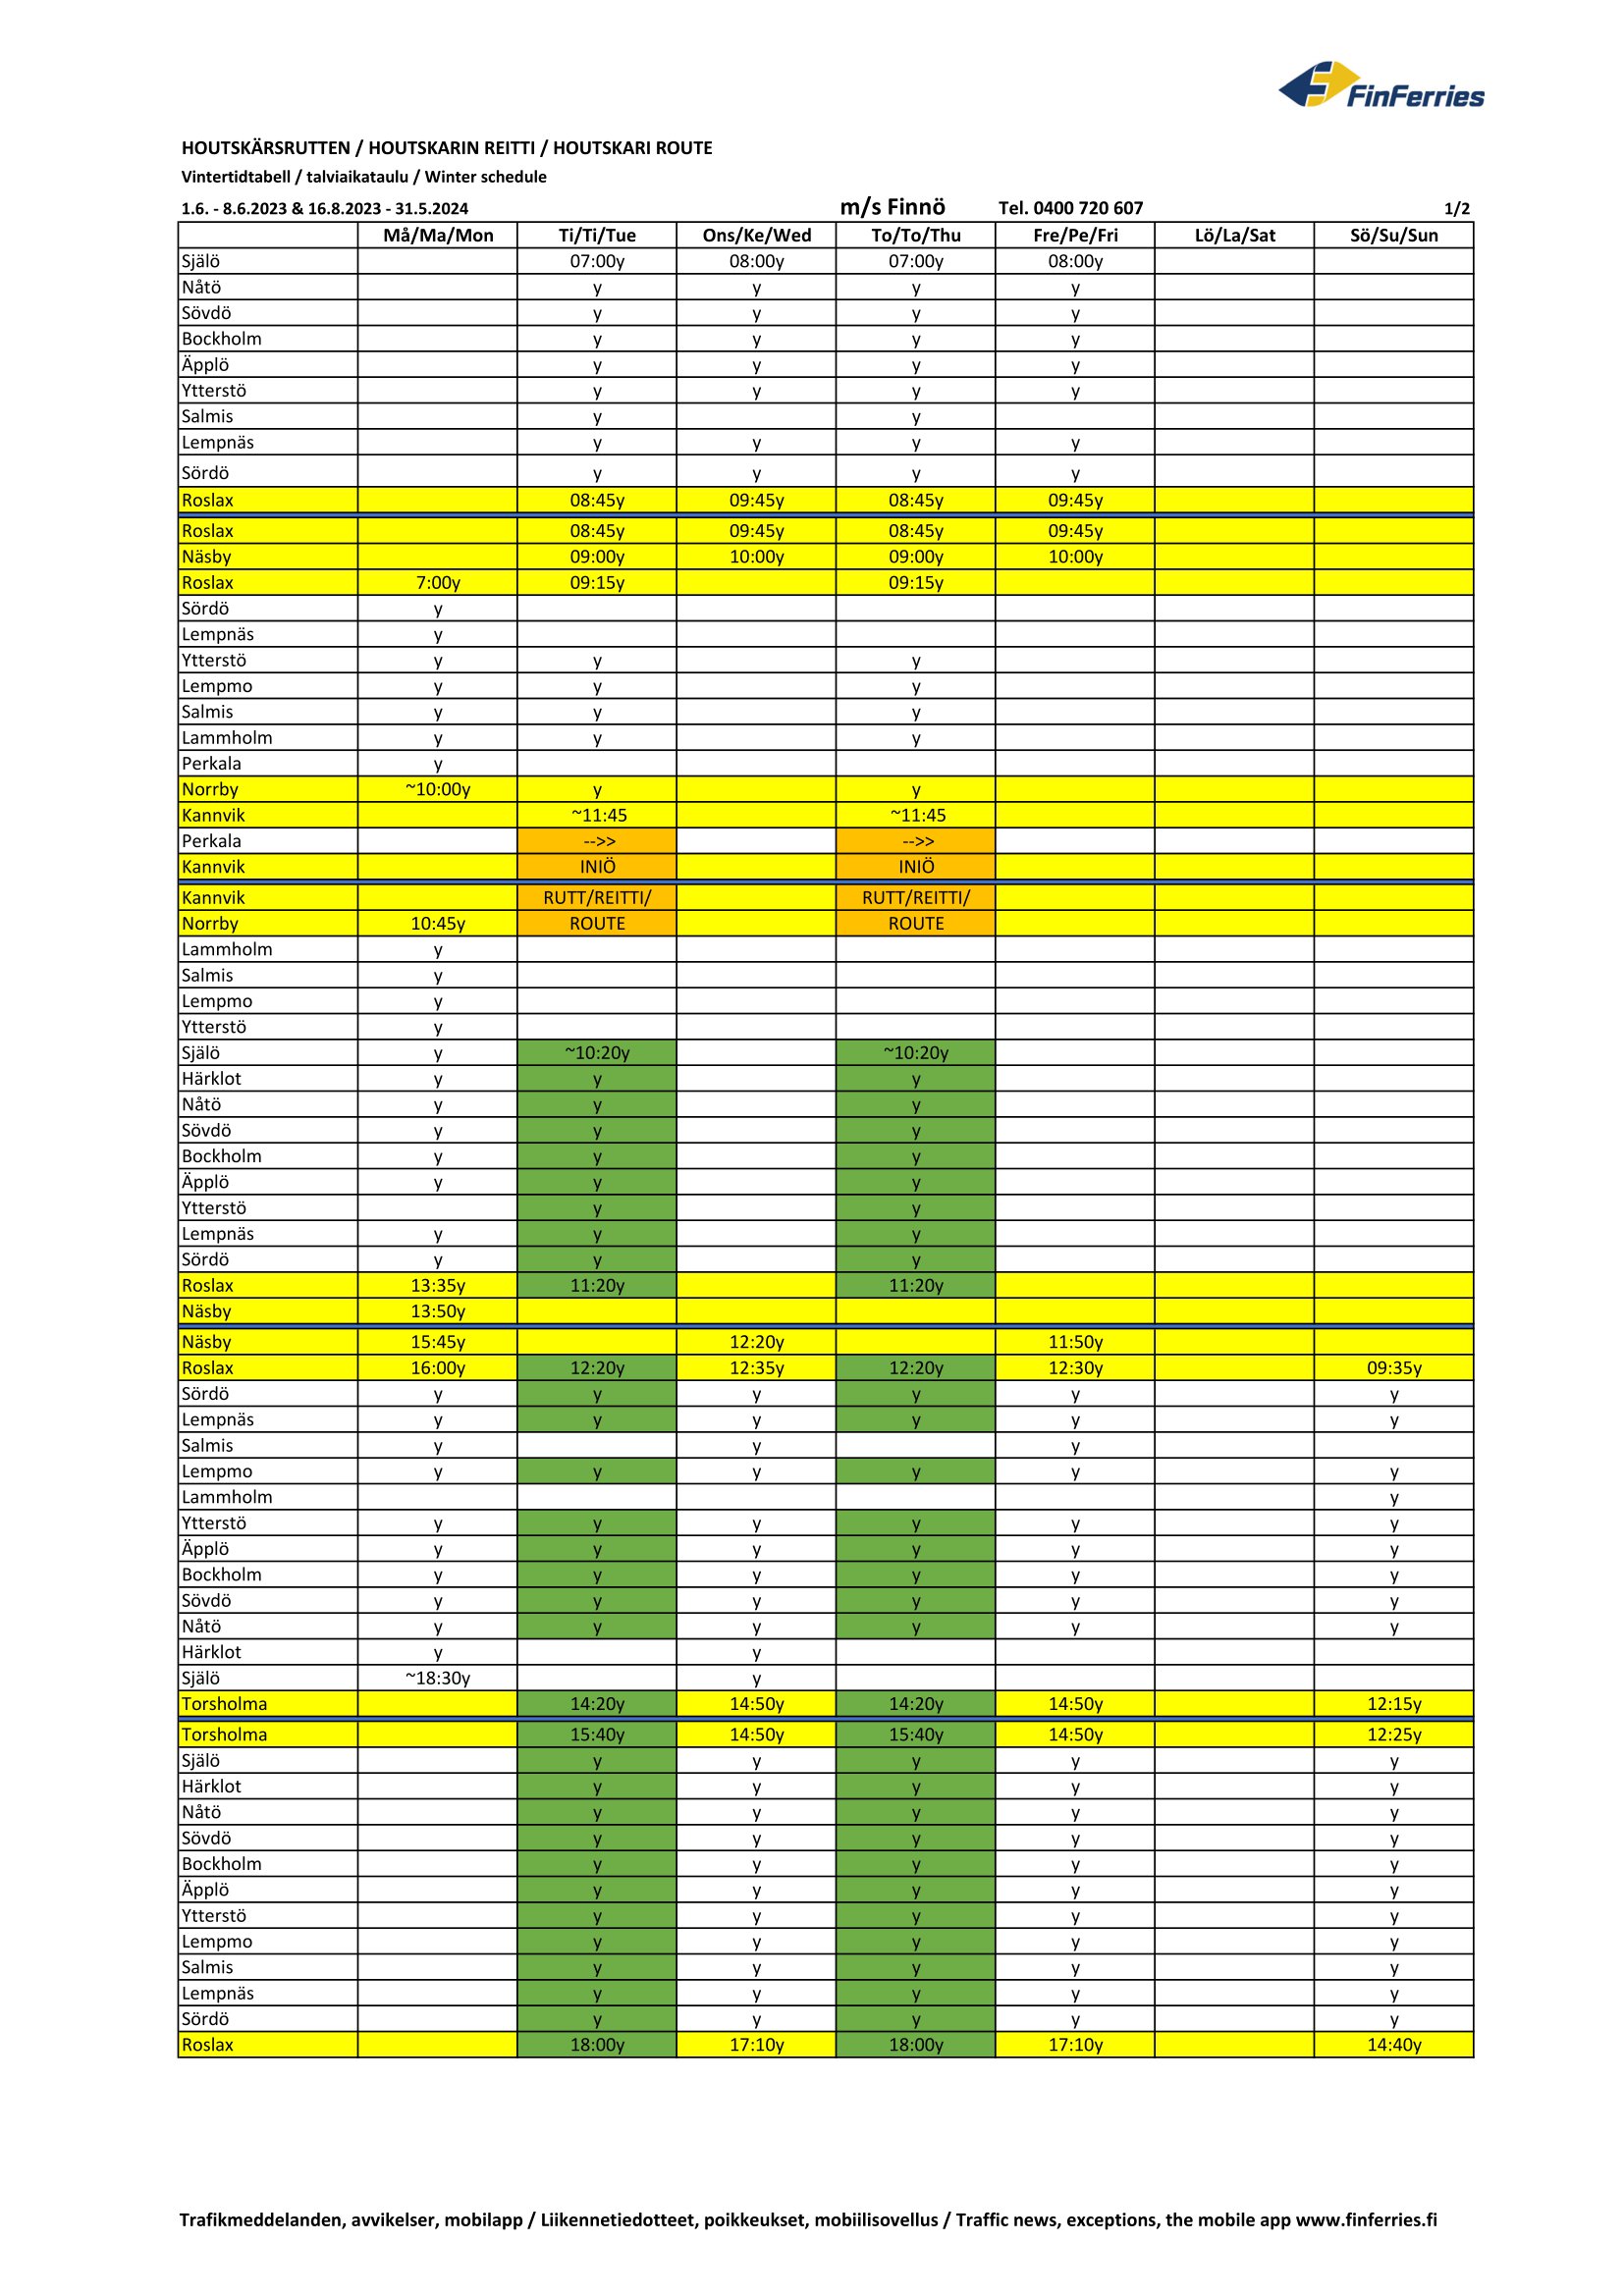 FinFerries
HOUTSKÄRSRUTTEN / HOUTSKARIN REITTI / HOUTSKARI ROUTE
Vintertidtabell / talviaikataulu / Winter schedule
1.6. - 8.6.2023 & 16.8.2023 - 31.5.2024 m/s Finnö Tel. 0400 720 607 1/2
Må/Ma/Mon Ti/Ti/Tue Ons/Ke/Wed To/To/Thu Fre/Pe/Fri Lö/La/Sat Sö/Su/Sun
Själö 07:00y 08:00y 07:00y 08:00y
Nåtö y y y y
Sövdö y y y y
Bockholm y y y y
Äpplö y y y y
Ytterstö y y y y
Salmis y y
Lempnäs y y y y
Sördö y y y y
Roslax 08:45y 09:45y 08:45y 09:45y
Roslax 08:45y 09:45y 08:45y 09:45y
Näsby 09:00y 10:00y 09:00y 10:00y
Roslax 7:00y 09:15y 09:15y
Sördö y
Lempnäs y
Ytterstö y y y
Lempmo y y y
Salmis y y y
Lammholm y y y
Perkala y
Norrby ~10:00y y y
Kannvik ~11:45 ~11:45
Perkala -->> -->>
Kannvik INIÖ INIÖ
Kannvik RUTT/REITTI/ RUTT/REITTI/
Norrby 10:45y ROUTE ROUTE
Lammholm y
Salmis y
Lempmo y
Ytterstö y
Själö y ~10:20y ~10:20y
Härklot y y y
Nåtö y y y
Sövdö y y y
Bockholm y y y
Äpplö y y y
Ytterstö y y
Lempnäs y y y
Sördö y y y
Roslax 13:35y 11:20y 11:20y
Näsby 13:50y
Näsby 15:45y 12:20y 11:50y
Roslax 16:00y 12:20y 12:35y 12:20y 12:30y 09:35y
Sördö y y y y y y
Lempnäs y y y y y y
Salmis y y y
Lempmo y y y y y y
Lammholm y
Ytterstö y y y y y y
Äpplö y y y y y y
Bockholm y y y y y y
Sövdö y y y y y y
Nåtö y y y y y y
Härklot y y
Själö ~18:30y y
Torsholma 14:20y 14:50y 14:20y 14:50y 12:15y
Torsholma 15:40y 14:50y 15:40y 14:50y 12:25y
Själö y y y y y
Härklot y y y y y
Nåtö y y y y y
Sövdö y y y y y
Bockholm y y y y y
Äpplö y y y y y
Ytterstö y y y y y
Lempmo y y y y y
Salmis y y y y y
Lempnäs y y y y y
Sördö y y y y y
Roslax 18:00y 17:10y 18:00y 17:10y 14:40y
Trafikmeddelanden, avvikelser, mobilapp / Liikennetiedotteet, poikkeukset, mobiilisovellus / Traffic news, exceptions, the mobile app www.finferries.fi